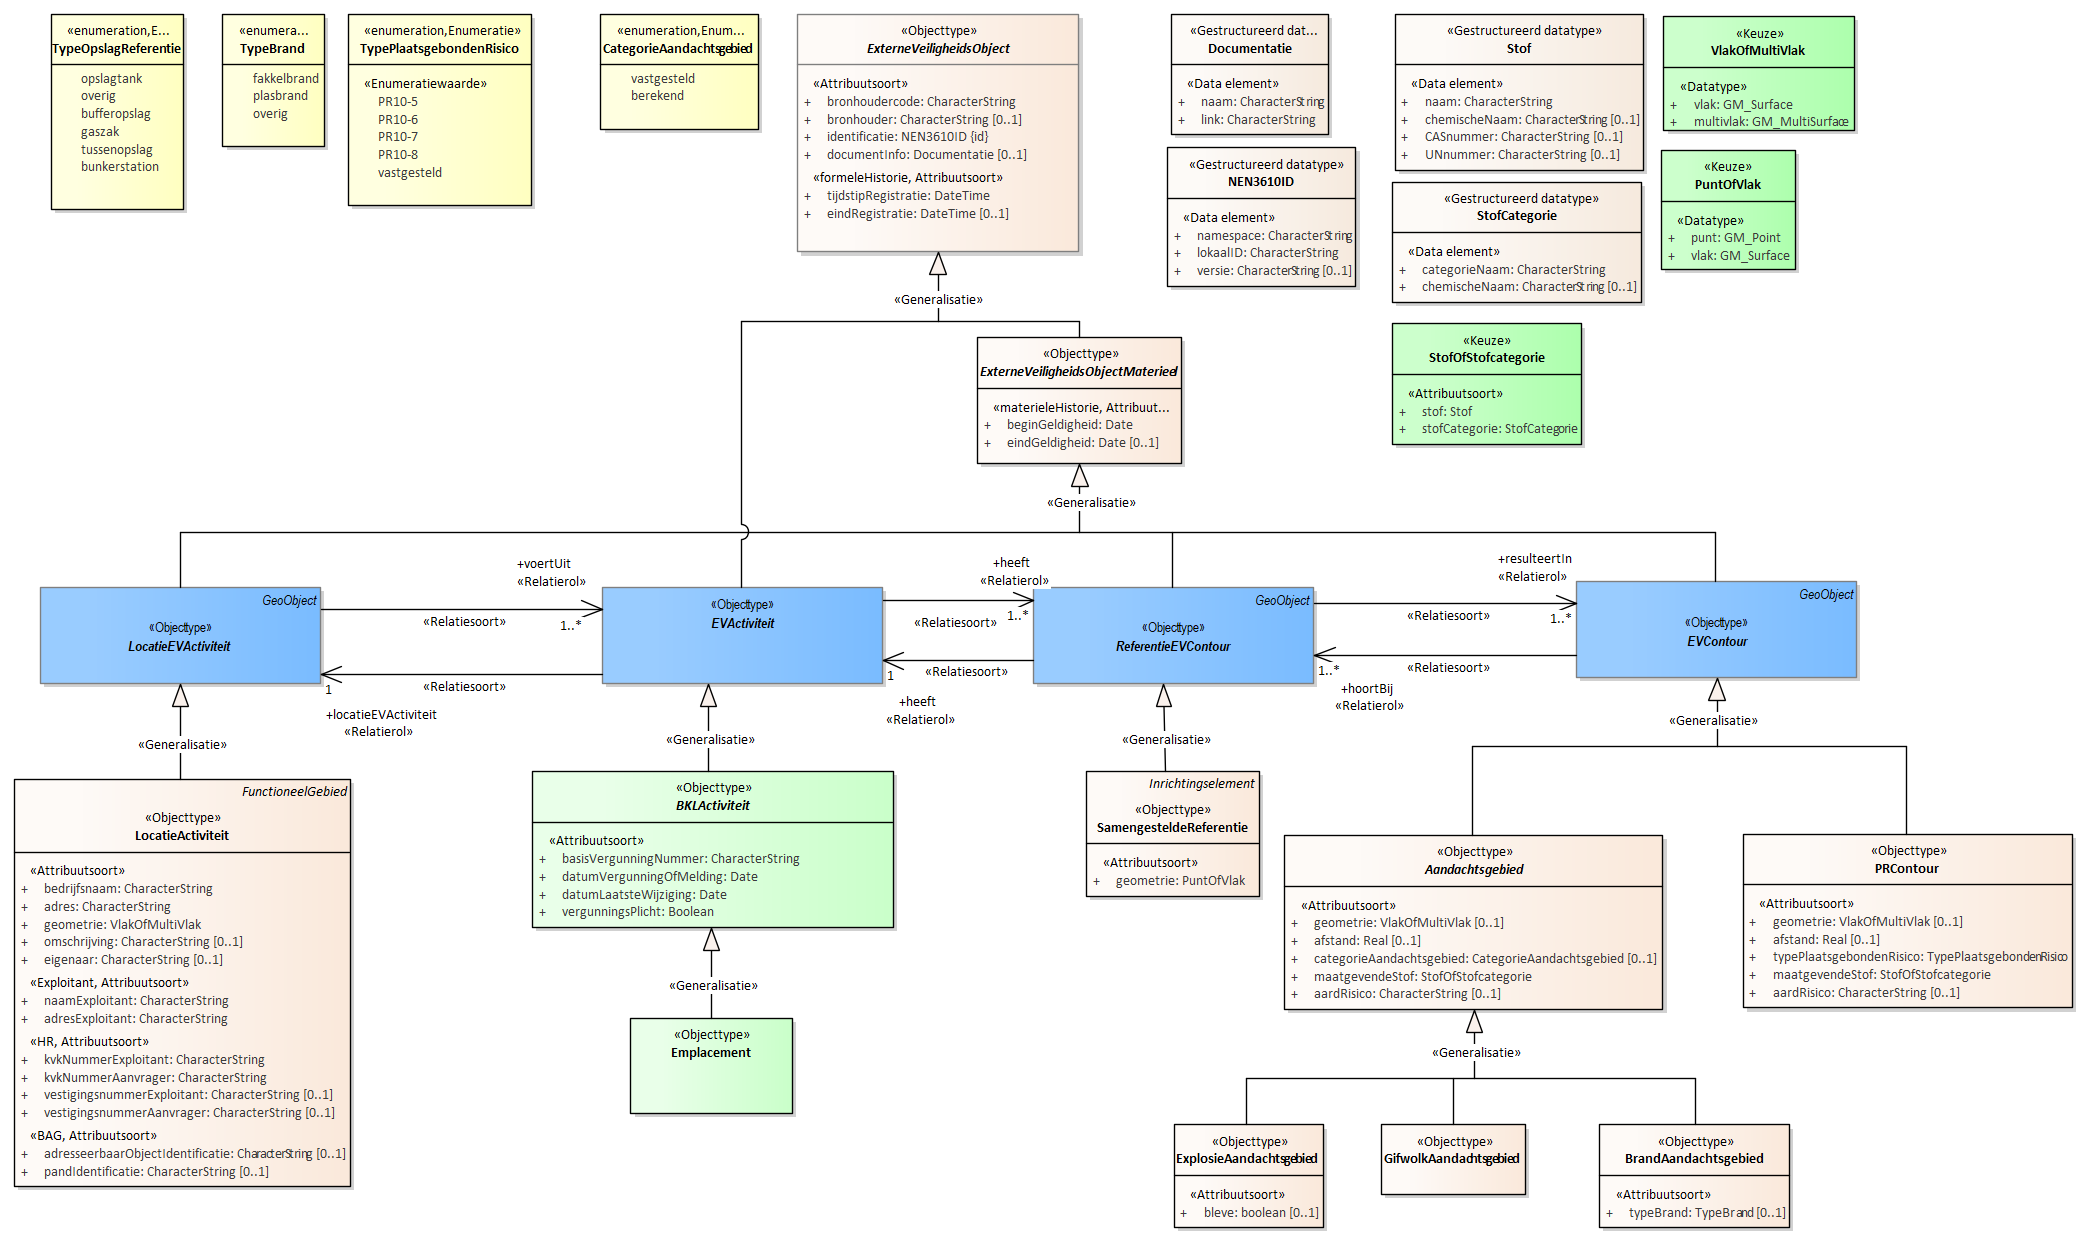 «enumeration,E...
TypeOpslagReferentie
opslagtank
overig
bufferopslag
gaszak
tussenopslag
bunkerstation
«enumera...
TypeBrand
fakkelbrand
plasbrand
overig
«enumeration,Enumeratie»
TypePlaatsgebondenRisico
«Enumeratiewaarde»
PR10-5
PR10-6
PR10-7
PR10-8
vastgesteld
«enumeration,Enum...
CategorieAandachtsgebied
vastgesteld
berekend
«Objecttype»
ExterneVeiligheidsObject
«Attribuutsoort»
+ bronhoudercode: CharacterString
+ bronhouder: CharacterString [0..1]
+ identificatie: NEN3610ID {id}
+ documentInfo: Documentatie [0..1]
«formeleHistorie, Attribuutsoort»
+ tijdstipRegistratie: DateTime
+ eindRegistratie: DateTime [0..1]
«Gestructureerd dat...
Documentatie
«Data element»
+ naam: CharacterString
+ link: CharacterString
«Gestructureerd datatype»
NEN3610ID
«Data element»
+ namespace: CharacterString
+ lokaalID: CharacterString
+ versie: CharacterString [0..1]
«Gestructureerd datatype»
Stof
«Data element»
+ naam: CharacterString
+ chemischeNaam: CharacterString [0..1]
+ CASnummer: CharacterString [0..1]
+ UNnummer: CharacterString [0..1]
«Gestructureerd datatype»
StofCategorie
«Data element»
+ categorieNaam: CharacterString
+ chemischeNaam: CharacterString [0..1]
«Keuze»
StofOfStofcategorie
«Attribuutsoort»
+ stof: Stof
+ stofCategorie: StofCategorie
«Keuze»
VlakOfMultiVlak
«Datatype»
+ vlak: GM_Surface
+ multivlak: GM_MultiSurface
«Keuze»
PuntOfVlak
«Datatype»
+ punt: GM_Point
+ vlak: GM_Surface
«Generalisatie»
«Objecttype»
ExterneVeiligheidsObjectMaterieel
«materieleHistorie, Attribuut...
+ beginGeldigheid: Date
+ eindGeldigheid: Date [0..1]
«Generalisatie»
GeoObject
«Objecttype»
LocatieEVActiviteit
+voertUit
«Relatierol»
«Relatiesoort»
1..*
«Relatiesoort»
1
+locatieEVActiviteit
«Relatierol»
«Objecttype»
EVActiviteit
+heeft
«Relatierol»
1..*
«Relatiesoort»
«Relatiesoort»
1
+heeft
«Relatierol»
GeoObject
«Objecttype»
ReferentieEVContour
+resulteertIn
«Relatierol»
«Relatiesoort»
1..*
«Relatiesoort»
1..*
+hoortBij
«Relatierol»
GeoObject
«Objecttype»
EVContour
«Generalisatie»
«Generalisatie»
«Generalisatie»
«Generalisatie»
FunctioneelGebied
«Objecttype»
LocatieActiviteit
«Attribuutsoort»
+ bedrijfsnaam: CharacterString
+ adres: CharacterString
+ geometrie: VlakOfMultiVlak
+ omschrijving: CharacterString [0..1]
+ eigenaar: CharacterString [0..1]
«Exploitant, Attribuutsoort»
+ naamExploitant: CharacterString
+ adresExploitant: CharacterString
«HR, Attribuutsoort»
+ kvkNummerExploitant: CharacterString
+ kvkNummerAanvrager: CharacterString
+ vestigingsnummerExploitant: CharacterString [0..1]
+ vestigingsnummerAanvrager: CharacterString [0..1]
«BAG, Attribuutsoort»
+ adresseerbaarObjectIdentificatie: CharacterString [0..1]
+ pandIdentificatie: CharacterString [0..1]
«Objecttype»
BKLActiviteit
«Attribuutsoort»
+ basisVergunningNummer: CharacterString
+ datumVergunningOfMelding: Date
+ datumLaatsteWijziging: Date
+ vergunningsPlicht: Boolean
«Generalisatie»
«Objecttype»
Emplacement
Inrichtingselement
«Objecttype»
SamengesteldeReferentie
«Attribuutsoort»
+ geometrie: PuntOfVlak
«Objecttype»
Aandachtsgebied
«Attribuutsoort»
+ geometrie: VlakOfMultiVlak [0..1]
+ afstand: Real [0..1]
+ categorieAandachtsgebied: CategorieAandachtsgebied [0..1]
+ maatgevendeStof: StofOfStofcategorie
+ aardRisico: CharacterString [0..1]
«Objecttype»
PRContour
«Attribuutsoort»
+ geometrie: VlakOfMultiVlak [0..1]
+ afstand: Real [0..1]
+ typePlaatsgebondenRisico: TypePlaatsgebondenRisico
+ maatgevendeStof: StofOfStofcategorie
+ aardRisico: CharacterString [0..1]
«Generalisatie»
«Objecttype»
ExplosieAandachtsgebied
«Attribuutsoort»
+ bleve: boolean [0..1]
«Objecttype»
GifwolkAandachtsgebied
«Objecttype»
BrandAandachtsgebied
«Attribuutsoort»
+ typeBrand: TypeBrand [0..1]